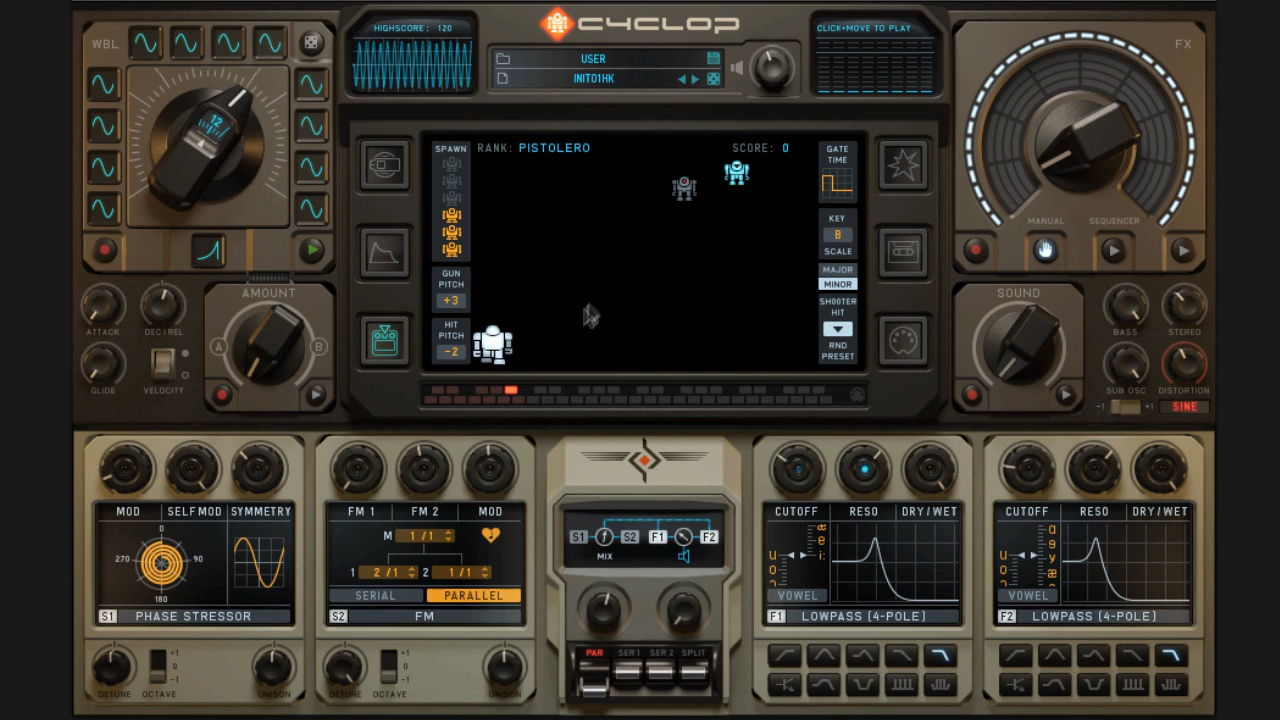 WBL
HIGHSCORE: 120
CYCLOP
CLICK+MOVE TO PLAY
FX
USER
INIT01HK
12
SPAWN
RANK: PISTOLERO
SCORE: 0
GATE
TIME
KEY
B
SCALE
MAJOR
MINOR
SHOOTER
HIT
RND
PRESET
GUN
PITCH
+3
HIT
PITCH
-2
MANUAL
SEQUENCER
AMOUNT
A
B
ATTACK
DEC/REL
GLIDE
VELOCITY
SOUND
BASS
STEREO
SUB OSC
DISTORTION
-1
+1
SINE
MOD
SELF MOD
SYMMETRY
0
270
90
180
S1
PHASE STRESSOR
FM 1
FM 2
MOD
M 1/1
1 2/1
2 1/1
SERIAL
PARALLEL
S2
FM
S1
S2
F1
F2
MIX
CUTOFF
RESO
DRY/WET
æ
e
i:
u
o
VOWEL
F1
LOWPASS (4-POLE)
CUTOFF
RESO
DRY/WET
u
o
VOWEL
F2
LOWPASS (4-POLE)
DETUNE
OCTAVE
+1
0
-1
UNISON
DETUNE
OCTAVE
+1
0
-1
UNISON
PAR
SER 1
SER 2
SPLIT